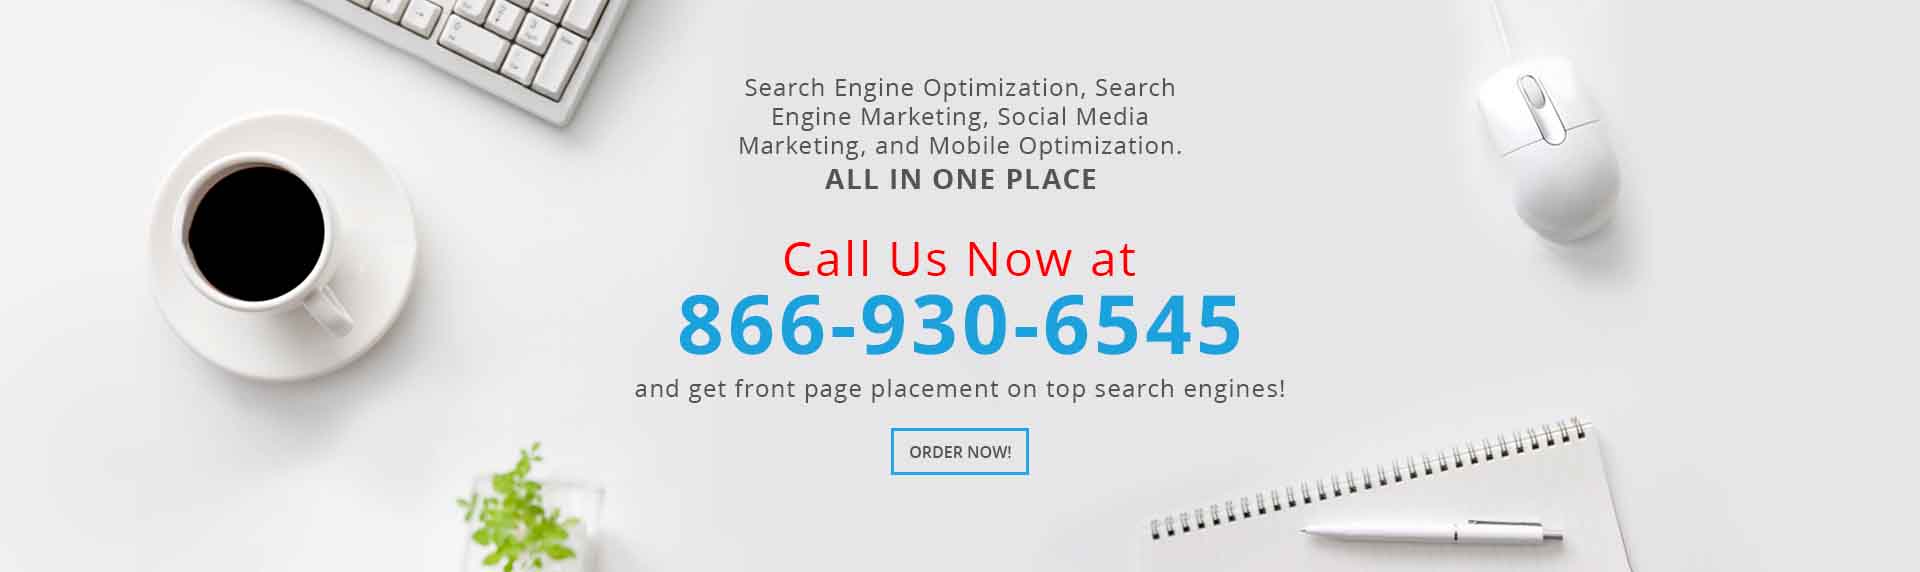 Search Engine Optimization, Search
Engine Marketing, Social Media
Marketing, and Mobile Optimization.
ALL IN ONE PLACE
Call Us Now at
866-930-6545
and get front page placement on top search engines!
ORDER NOW!